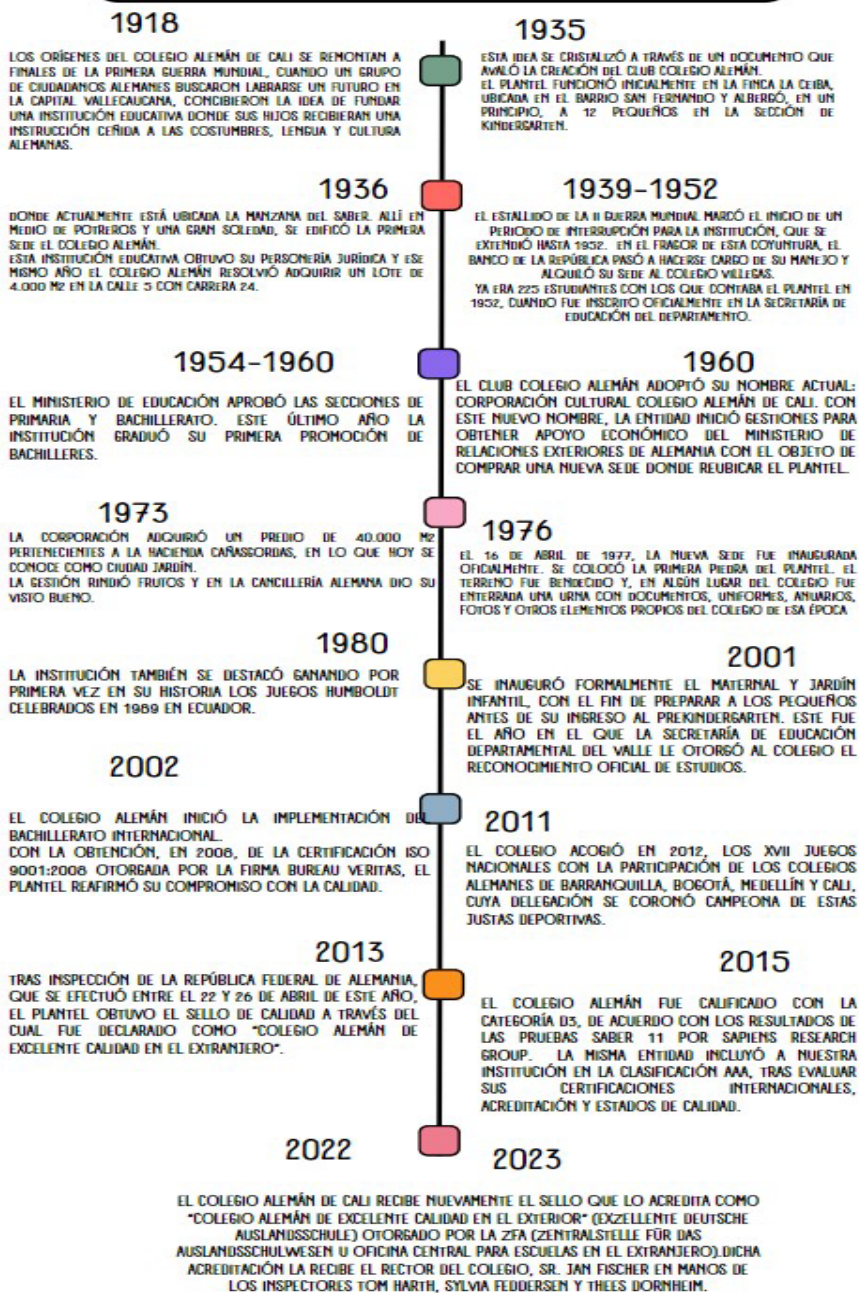 1918
LOS ORÍGENES DEL COLEGIO ALEMÁN DE CALI SE REMONTAN A
FINALES DE LA PRIMERA GUERRA MUNDIAL, CUANDO UN GRUPO
DE CIUDADANOS ALEMANES BUSCARON LABRARSE UN FUTURO EN
LA CAPITAL VALLECAUCANA, CONCIBIERON LA IDEA DE FUNDAR
UNA INSTITUCIÓN EDUCATIVA DONDE SUS HIJOS RECIBIERAN UNA
INSTRUCCIÓN CEÑIDA A LAS COSTUMBRES, LENGUA Y CULTURA
ALEMANAS.
1935
ESTA IDEA SE CRISTALIZÓ A TRAVÉS DE UN DOCUMENTO QUE
AVALÓ LA CREACIÓN DEL CLUB COLEGIO ALEMÁN.
EL PLANTEL FUNCIONÓ INICIALMENTE EN LA FINCA LA CEIBA,
UBICADA EN EL BARRIO SAN FERNANDO Y ALBERGÓ, EN UN
PRINCIPIO, A 12 PEQUEÑOS EN LA SECCIÓN DE
KINDERGARTEN.
1936
DONDE ACTUALMENTE ESTÁ UBICADA LA MANZANA DEL SABER. ALLÍ EN
MEDIO DE POTREROS Y UNA GRAN SOLEDAD, SE EDIFICÓ LA PRIMERA
SEDE EL COLEGIO ALEMÁN.
ESTA INSTITUCIÓN EDUCATIVA OBTUVO SU PERSONERÍA JURÍDICA Y ESE
MISMO AÑO EL COLEGIO ALEMÁN RESOLVIÓ ADQUIRIR UN LOTE DE
4.000 M2 EN LA CALLE 5 CON CARRERA 24.
1939-1952
EL ESTALLIDO DE LA II GUERRA MUNDIAL MARCÓ EL INICIO DE UN
PERIODO DE INTERRUPCIÓN PARA LA INSTITUCIÓN, QUE SE
EXTENDIÓ HASTA 1952. EN EL FRAGOR DE ESTA COYUNTURA, EL
BANCO DE LA REPÚBLICA PASÓ A HACERSE CARGO DE SU MANEJO Y
ALQUILÓ SU SEDE AL COLEGIO VILLEGAS.
YA ERA 225 ESTUDIANTES CON LOS QUE CONTABA EL PLANTEL EN
1952, CUANDO FUE INSCRITO OFICIALMENTE EN LA SECRETARÍA DE
EDUCACIÓN DEL DEPARTAMENTO.
1954-1960
EL MINISTERIO DE EDUCACIÓN APROBÓ LAS SECCIONES DE
PRIMARIA Y BACHILLERATO. ESTE ÚLTIMO AÑO LA
INSTITUCIÓN GRADUÓ SU PRIMERA PROMOCIÓN DE
BACHILLERES.
1960
EL CLUB COLEGIO ALEMÁN ADOPTÓ SU NOMBRE ACTUAL:
CORPORACIÓN CULTURAL COLEGIO ALEMÁN DE CALI. CON
ESTE NUEVO NOMBRE, LA ENTIDAD INICIÓ GESTIONES PARA
OBTENER APOYO ECONÓMICO DEL MINISTERIO DE
RELACIONES EXTERIORES DE ALEMANIA CON EL OBJETO DE
COMPRAR UNA NUEVA SEDE DONDE REUBICAR EL PLANTEL.
1973
LA CORPORACIÓN ADQUIRIÓ UN PREDIO DE 40.000 M2
PERTENECIENTES A LA HACIENDA CAÑASGORDAS, EN LO QUE HOY SE
CONOCE COMO CIUDAD JARDÍN.
LA GESTIÓN RINDIÓ FRUTOS Y EN LA CANCILLERÍA ALEMANA DIO SU
VISTO BUENO.
1976
EL 16 DE ABRIL DE 1977, LA NUEVA SEDE FUE INAUGURADA
OFICIALMENTE. SE COLOCÓ LA PRIMERA PIEDRA DEL PLANTEL. EL
TERRENO FUE BENDECIDO Y, EN ALGÚN LUGAR DEL COLEGIO FUE
ENTERRADA UNA URNA CON DOCUMENTOS, UNIFORMES, ANUARIOS,
FOTOS Y OTROS ELEMENTOS PROPIOS DEL COLEGIO DE ESA ÉPOCA
1980
LA INSTITUCIÓN TAMBIÉN SE DESTACÓ GANANDO POR
PRIMERA VEZ EN SU HISTORIA LOS JUEGOS HUMBOLDT
CELEBRADOS EN 1989 EN ECUADOR.
2001
SE INAUGURÓ FORMALMENTE EL MATERNAL Y JARDÍN
INFANTIL, CON EL FIN DE PREPARAR A LOS PEQUEÑOS
ANTES DE SU INGRESO AL PREKINDERGARTEN. ESTE FUE
EL AÑO EN EL QUE LA SECRETARÍA DE EDUCACIÓN
DEPARTAMENTAL DEL VALLE LE OTORGÓ AL COLEGIO EL
RECONOCIMIENTO OFICIAL DE ESTUDIOS.
2002
EL COLEGIO ALEMÁN INICIÓ LA IMPLEMENTACIÓN DEL
BACHILLERATO INTERNACIONAL.
CON LA OBTENCIÓN, EN 2008, DE LA CERTIFICACIÓN ISO
9001:2008 OTORGADA POR LA FIRMA BUREAU VERITAS, EL
PLANTEL REAFIRMÓ SU COMPROMISO CON LA CALIDAD.
2011
EL COLEGIO ACOGIÓ EN 2012, LOS XVII JUEGOS
NACIONALES CON LA PARTICIPACIÓN DE LOS COLEGIOS
ALEMANES DE BARRANQUILLA, BOGOTÁ, MEDELLÍN Y CALI,
CUYA DELEGACIÓN SE CORONÓ CAMPEONA DE ESTAS
JUSTAS DEPORTIVAS.
2013
TRAS INSPECCIÓN DE LA REPÚBLICA FEDERAL DE ALEMANIA,
QUE SE EFECTUÓ ENTRE EL 22 Y 26 DE ABRIL DE ESTE AÑO,
EL PLANTEL OBTUVO EL SELLO DE CALIDAD A TRAVÉS DEL
CUAL FUE DECLARADO COMO "COLEGIO ALEMÁN DE
EXCELENTE CALIDAD EN EL EXTRANJERO".
2015
EL COLEGIO ALEMÁN FUE CALIFICADO CON LA
CATEGORÍA D3, DE ACUERDO CON LOS RESULTADOS DE
LAS PRUEBAS SABER 11 POR SAPIENS RESEARCH
GROUP. LA MISMA ENTIDAD INCLUYÓ A NUESTRA
INSTITUCIÓN EN LA CLASIFICACIÓN AAA, TRAS EVALUAR
SUS CERTIFICACIONES INTERNACIONALES,
ACREDITACIÓN Y ESTADOS DE CALIDAD.
2022
2023
EL COLEGIO ALEMÁN DE CALI RECIBE NUEVAMENTE EL SELLO QUE LO ACREDITA COMO
"COLEGIO ALEMÁN DE EXCELENTE CALIDAD EN EL EXTERIOR" (EXZELLENTE DEUTSCHE
AUSLANDSSCHULE) OTORGADO POR LA ZFA (ZENTRALSTELLE FÜR DAS
AUSLANDSSCHULWESEN U OFICINA CENTRAL PARA ESCUELAS EN EL EXTRANJERO).DICHA
ACREDITACIÓN LA RECIBE EL RECTOR DEL COLEGIO, SR. JAN FISCHER EN MANOS DE
LOS INSPECTORES TOM HARTH, SYLVIA FEDDERSEN Y THEES DORNHEIM.